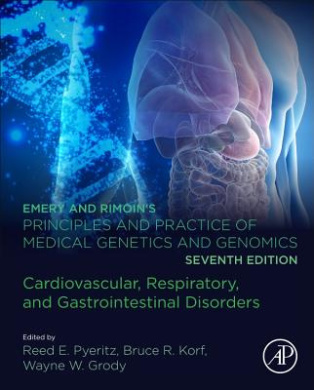 EMERY AND RIMOIN'S
PRINCIPLES AND PRACTICE OF
MEDICAL GENETICS AND GENOMICS
SEVENTH EDITION
Cardiovascular, Respiratory,
and Gastrointestinal Disorders
Edited by
Reed E. Pyeritz, Bruce R. Korf,
Wayne W. Grody
AP